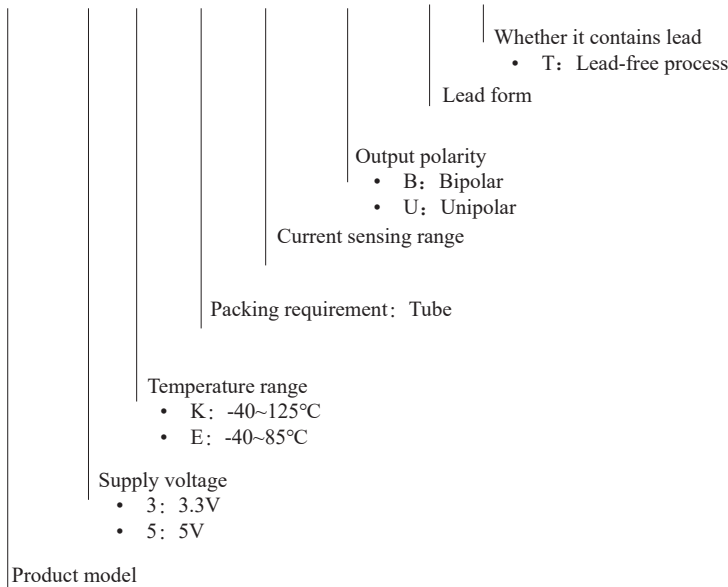 Whether it contains lead
• T：Lead-free process
Lead form
Output polarity
• B：Bipolar
• U：Unipolar
Current sensing range
Packing requirement：Tube
Temperature range
• K：-40~125℃
• E：-40~85℃
Supply voltage
• 3：3.3V
• 5：5V
Product model